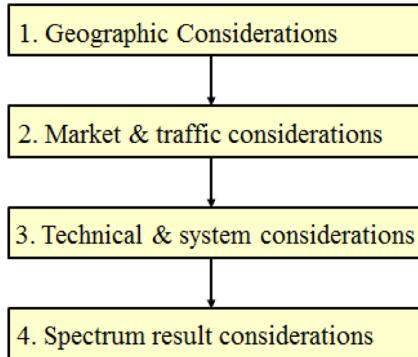 1. Geographic Considerations
2. Market & traffic considerations
3. Technical & system considerations
4. Spectrum result considerations